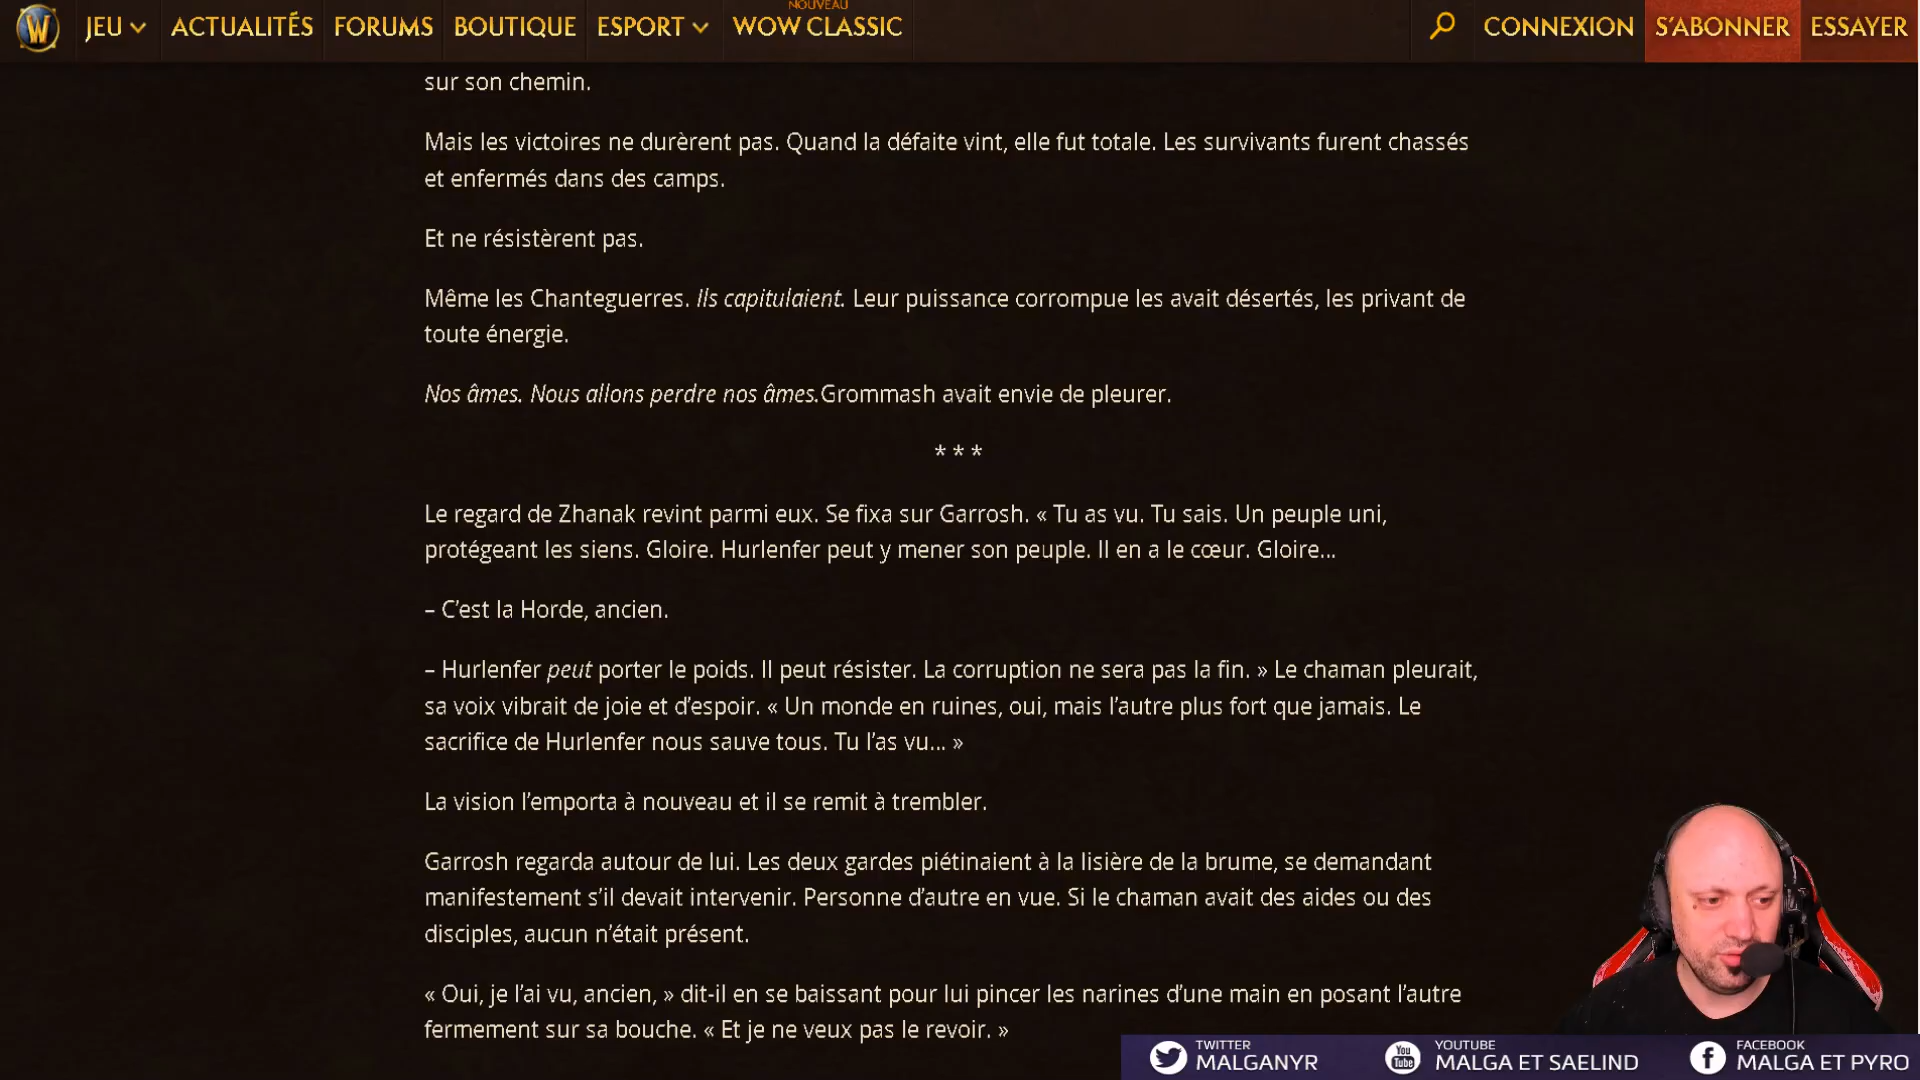 JEU ACTUALITÉS FORUMS BOUTIQUE ESPORT NOUVEAU WOW CLASSIC CONNEXION S'ABONNER ESSAYER
sur son chemin.
Mais les victoires ne durèrent pas. Quand la défaite vint, elle fut totale. Les survivants furent chassés
et enfermés dans des camps.
Et ne résistèrent pas.
Même les Chanteguerres. Ils capitulaient. Leur puissance corrompue les avait désertés, les privant de
toute énergie.
Nos âmes. Nous allons perdre nos âmes.Grommash avait envie de pleurer.
* * *
Le regard de Zhanak revint parmi eux. Se fixa sur Garrosh. « Tu as vu. Tu sais. Un peuple uni,
protégeant les siens. Gloire. Hurlenfer peut y mener son peuple. Il en a le cœur. Gloire…
– C’est la Horde, ancien.
– Hurlenfer peut porter le poids. Il peut résister. La corruption ne sera pas la fin. » Le chaman pleurait,
sa voix vibrait de joie et d’espoir. « Un monde en ruines, oui, mais l’autre plus fort que jamais. Le
sacrifice de Hurlenfer nous sauve tous. Tu l’as vu… »
La vision l’emporta à nouveau et il se remit à trembler.
Garrosh regarda autour de lui. Les deux gardes piétinaient à la lisière de la brume, se demandant
manifestement s’il devait intervenir. Personne d’autre en vue. Si le chaman avait des aides ou des
disciples, aucun n’était présent.
« Oui, je l’ai vu, ancien, » dit-il en se baissant pour lui pincer les narines d’une main en posant l’autre
fermement sur sa bouche. « Et je ne veux pas le revoir. »
TWITTER
MALGANYR
You Tube
YOUTUBE
MALGA ET SAELIND
FACEBOOK
MALGA ET PYRO